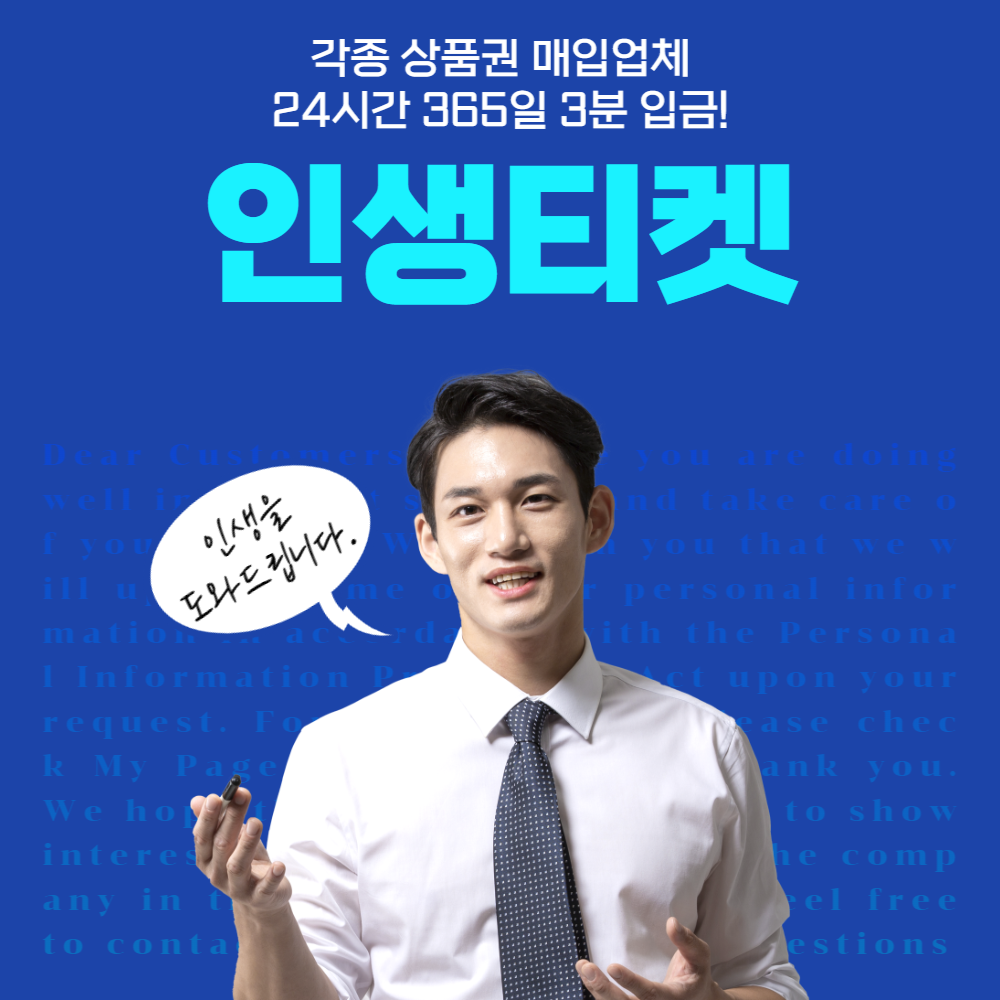 각종 상품권 매입업체
24시간 365일 3분 입금!
인생티켓
인생을
도와드립니다.
Dear Customers you are doing
well in nd take care o
f you W you that we w
ill u me o r personal infor
mation in accorda ith the Persona
l Information P Act upon your
request. Fo ease chec
k My Page ank you.
We hop to show
interes he comp
any in t eel free
to conta estions